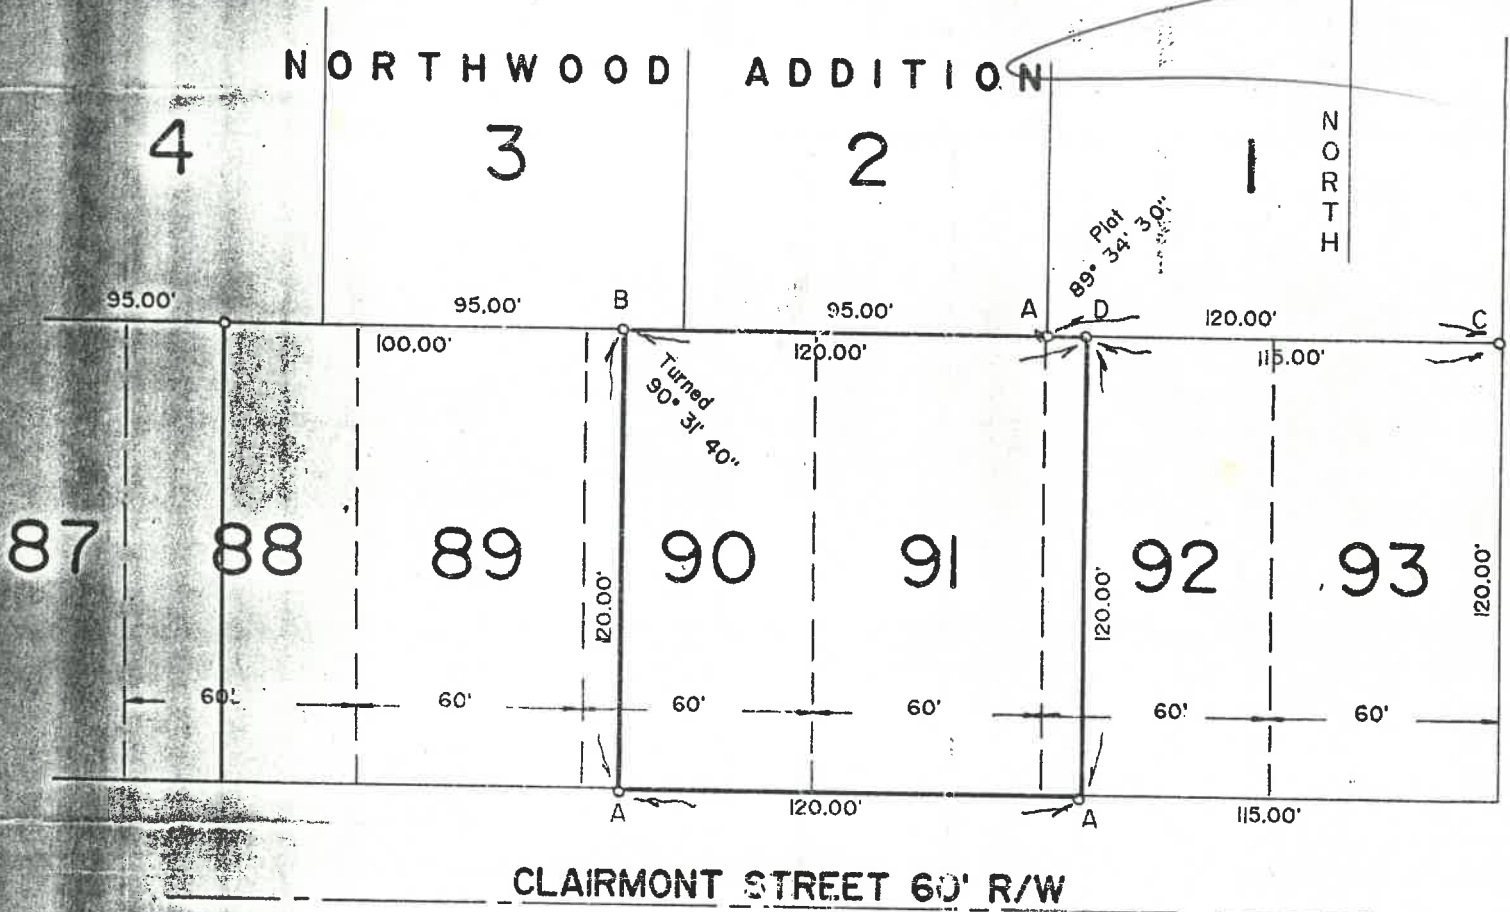 NORTHWOOD ADDITION
4 3 2 1
NORTH
Plat
89° 34' 30"
95.00' 95.00' B 95.00' A D 120.00' C
100.00' 120.00' 115.00'
Turned
90° 31' 40"
87 88 89 90 91 92 93
120.00' 120.00' 120.00'
60' 60' 60' 60' 60' 60'
A 120.00' A 115.00'
CLAIRMONT STREET 60' R/W